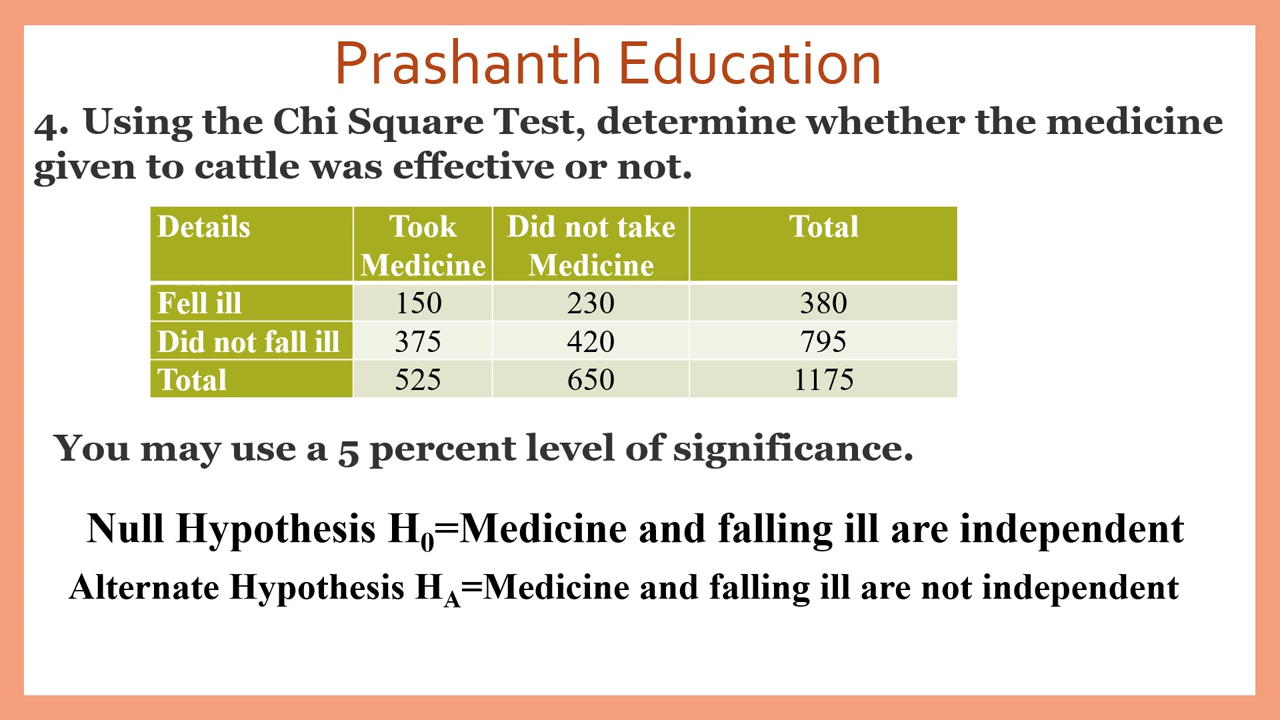 Prashanth Education
4. Using the Chi Square Test, determine whether the medicine
given to cattle was effective or not.
Details Took Medicine Did not take Medicine Total
Fell ill 150 230 380
Did not fall ill 375 420 795
Total 525 650 1175
You may use a 5 percent level of significance.
Null Hypothesis H₀=Medicine and falling ill are independent
Alternate Hypothesis H_A=Medicine and falling ill are not independent